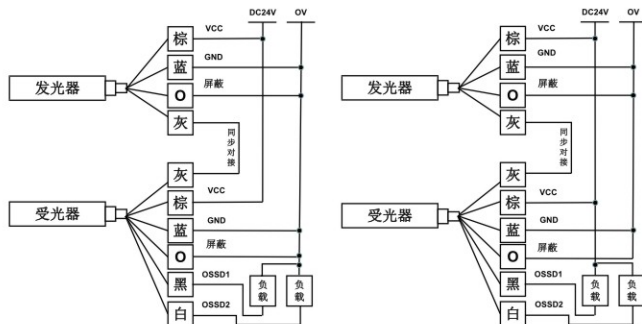 DC24V OV
棕 VCC
蓝 GND
发光器 O 屏蔽
灰
同步对接
灰
棕 VCC
受光器 蓝 GND
O 屏蔽
黑 OSSD1 负载 负载
白 OSSD2
DC24V OV
棕 VCC
蓝 GND
发光器 O 屏蔽
灰
同步对接
灰
棕 VCC
受光器 蓝 GND
O 屏蔽
黑 OSSD1 负载 负载
白 OSSD2